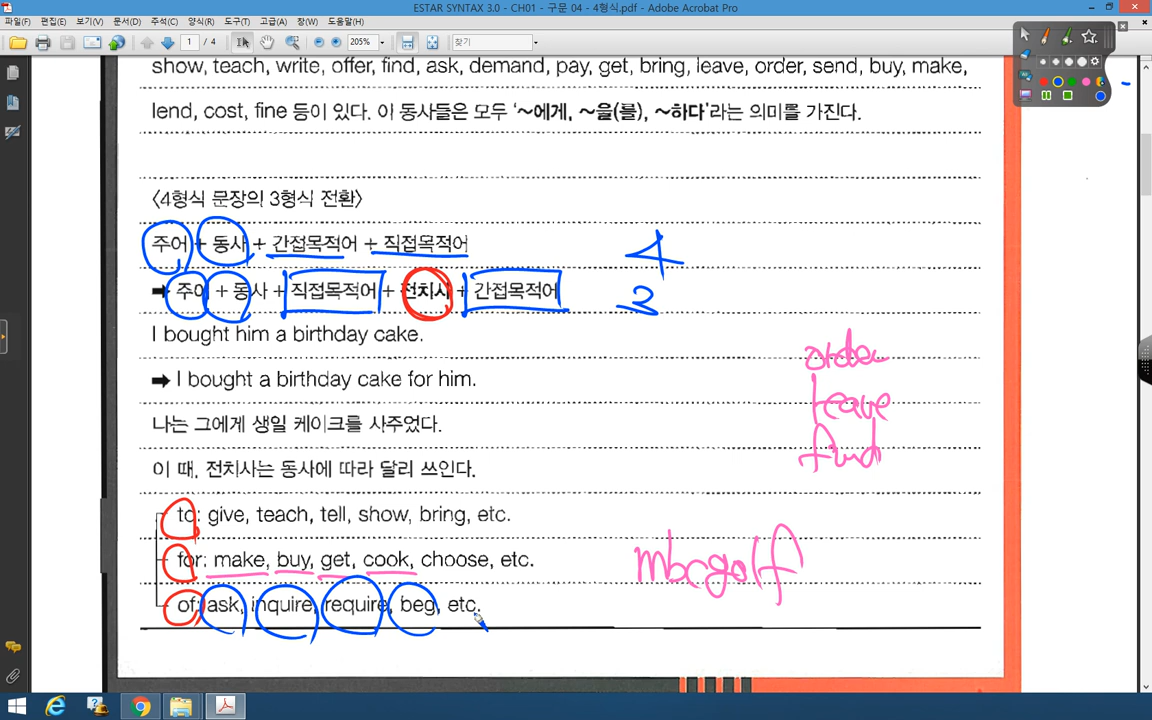 ESTAR SYNTAX 3.0 - CH01 - 구문 04 - 4형식.pdf - Adobe Acrobat Pro
파일(F) 편집(E) 보기(V) 문서(D) 주석(C) 양식(R) 도구(T) 고급(A) 창(W) 도움말(H)
1 / 4 205% 찾기
show, teach, write, offer, find, ask, demand, pay, get, bring, leave, order, send, buy, make,
lend, cost, fine 등이 있다. 이 동사들은 모두 '~에게, ~을(를), ~하다'라는 의미를 가진다.
〈4형식 문장의 3형식 전환〉
주어 + 동사 + 간접목적어 + 직접목적어
4
➡ 주어 + 동사 + 직접목적어 + 전치사 + 간접목적어
3
I bought him a birthday cake.
order
➡ I bought a birthday cake for him.
leave
나는 그에게 생일 케이크를 사주었다.
find
이 때, 전치사는 동사에 따라 달리 쓰인다.
to: give, teach, tell, show, bring, etc.
for: make, buy, get, cook, choose, etc.
mbcgolf
of: ask, inquire, require, beg, etc.